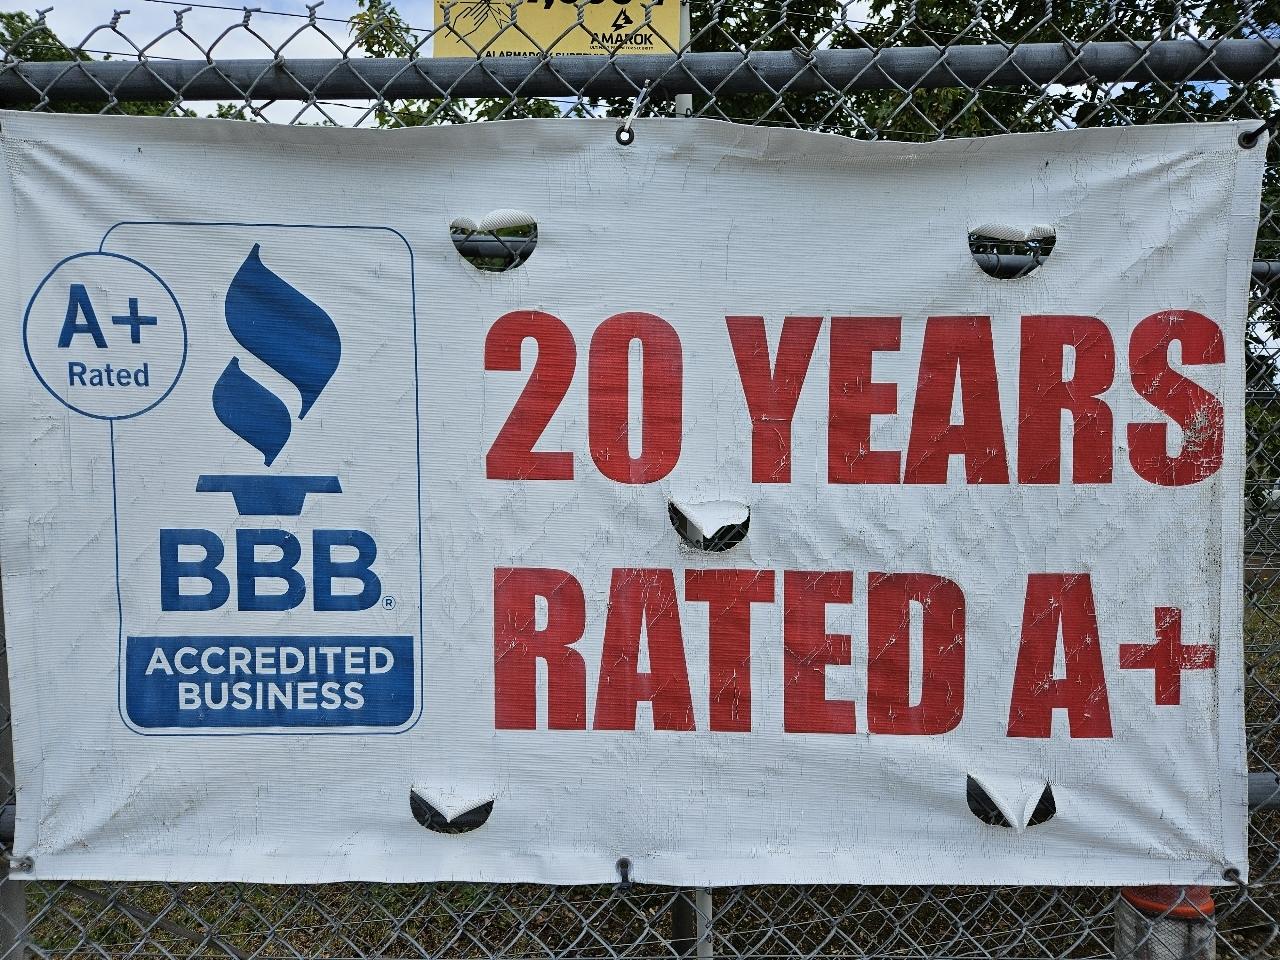 AMAROK
A+
Rated
BBB®
ACCREDITED
BUSINESS
20 YEARS
RATED A+